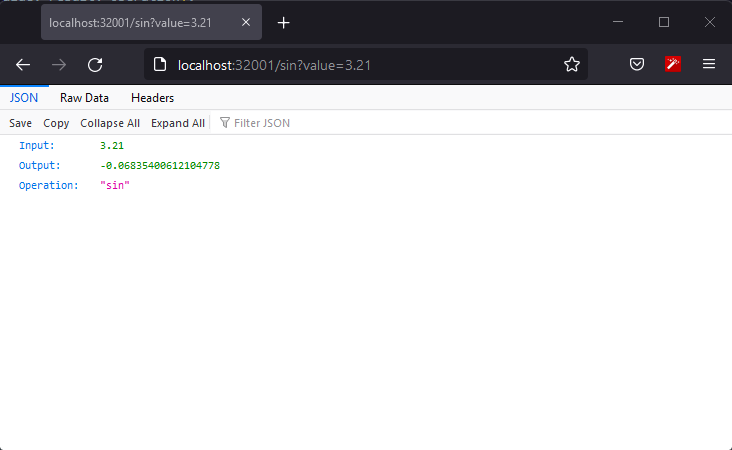 localhost:32001/sin?value=3.21
localhost:32001/sin?value=3.21
JSON Raw Data Headers
Save Copy Collapse All Expand All Filter JSON
Input: 3.21
Output: -0.06835400612104778
Operation: "sin"